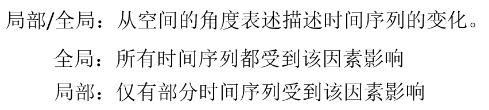 局部/全局：从空间的角度表述描述时间序列的变化。
全局：所有时间序列都受到该因素影响
局部：仅有部分时间序列受到该因素影响